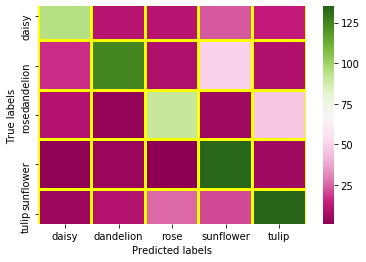 True labels
daisy
dandelion
rose
sunflower
tulip
daisy dandelion rose sunflower tulip
Predicted labels
125
100
75
50
25